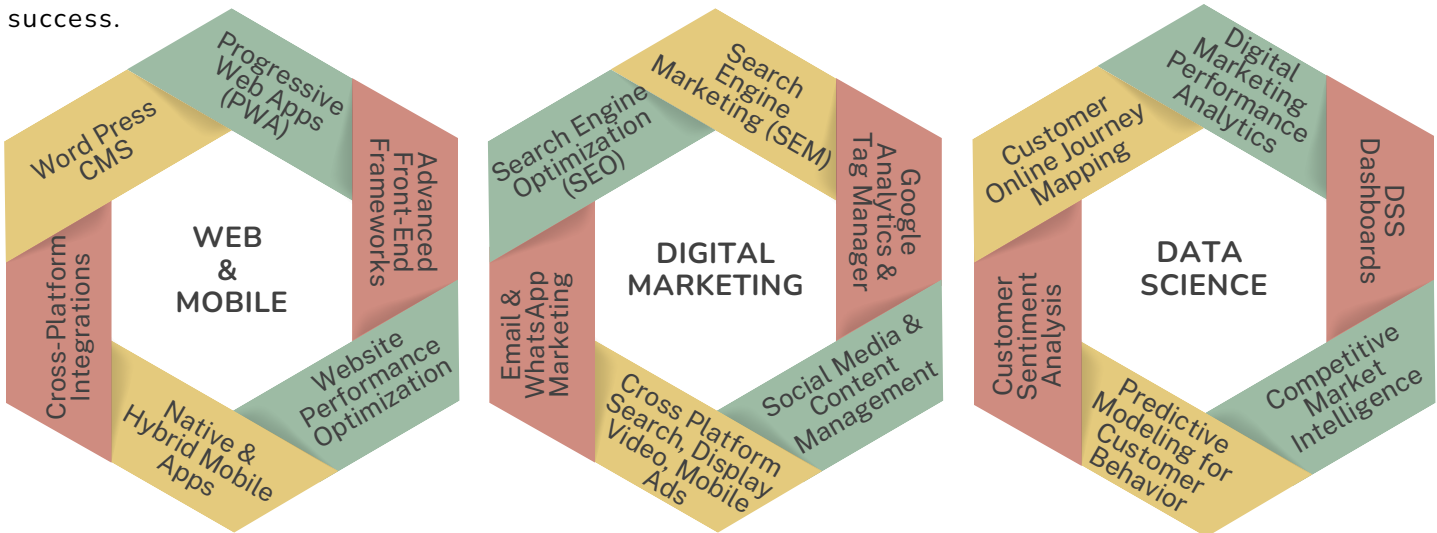 success.
Word Press
CMS
Progressive
Web Apps
(PWA)
Advanced
Front-End
Frameworks
Website
Performance
Optimization
Native &
Hybrid Mobile
Apps
Cross-Platform
Integrations
WEB
&
MOBILE
Search Engine
Optimization
(SEO)
Search
Engine
Marketing (SEM)
Google
Analytics &
Tag Manager
Social Media &
Content
Management
Cross Platform
Search, Display
Video, Mobile
Ads
Email &
WhatsApp
Marketing
DIGITAL
MARKETING
Customer
Online Journey
Mapping
Digital
Marketing
Performance
Analytics
DSS
Dashboards
Competitive
Market
Intelligence
Predictive
Modeling for
Customer
Behavior
Customer
Sentiment
Analysis
DATA
SCIENCE